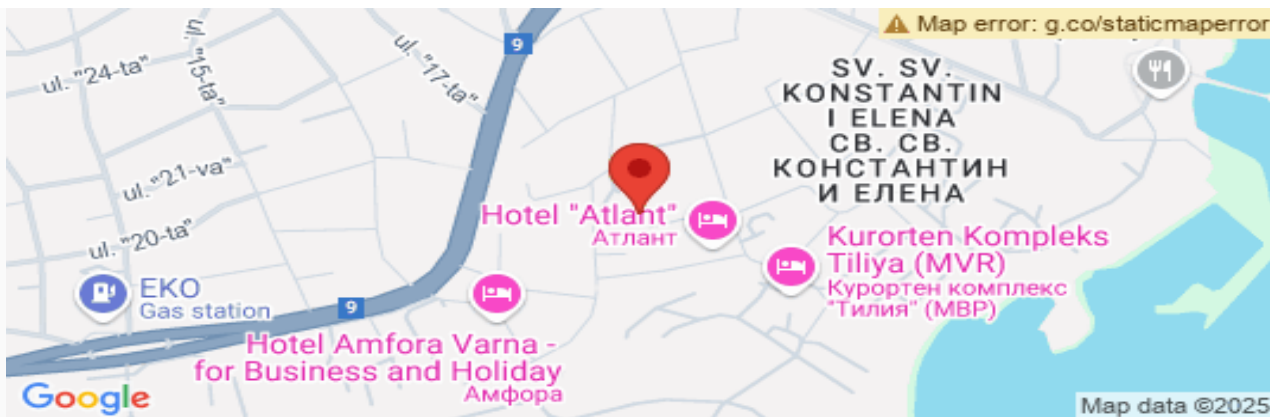 Map error: g.co/staticmaperror
9
ul. "24-ta"
ul. "15-ta"
ul. "17-ta"
SV. SV.
KONSTANTIN
I ELENA
СВ. СВ.
КОНСТАНТИН
И ЕЛЕНА
ul. "21-va"
ul. "20-ta"
Hotel "Atlant"
Атлант
Kurorten Kompleks
Tiliya (MVR)
Курортен комплекс
"Тилия" (МВР)
EKO
Gas station
9
Hotel Amfora Varna -
for Business and Holiday
Амфора
Google
Map data ©2025